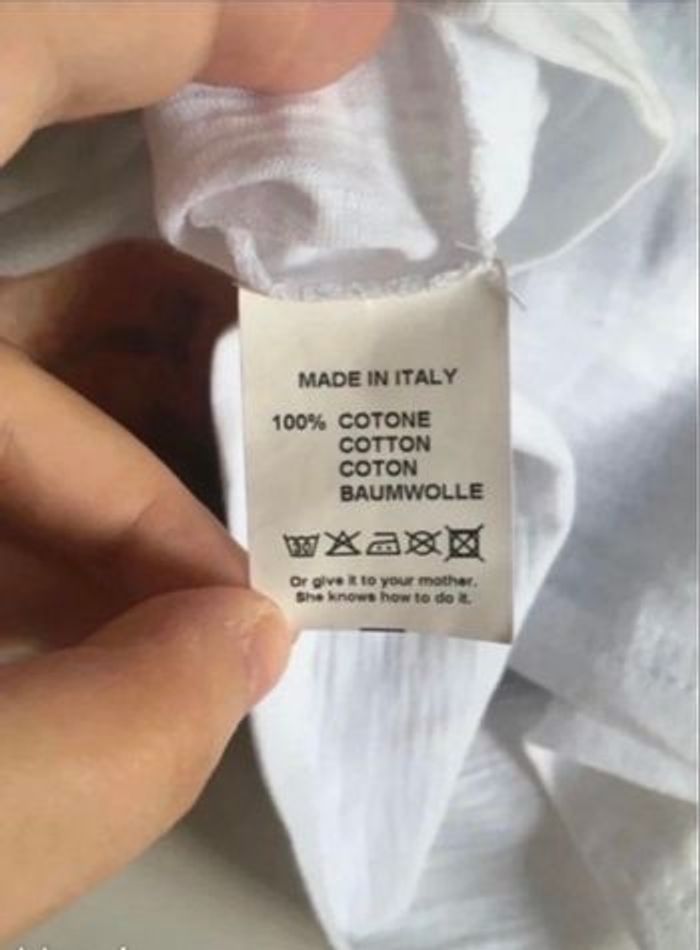 MADE IN ITALY
100% COTONE
COTTON
COTON
BAUMWOLLE
30
Or give it to your mother.
She knows how to do it.